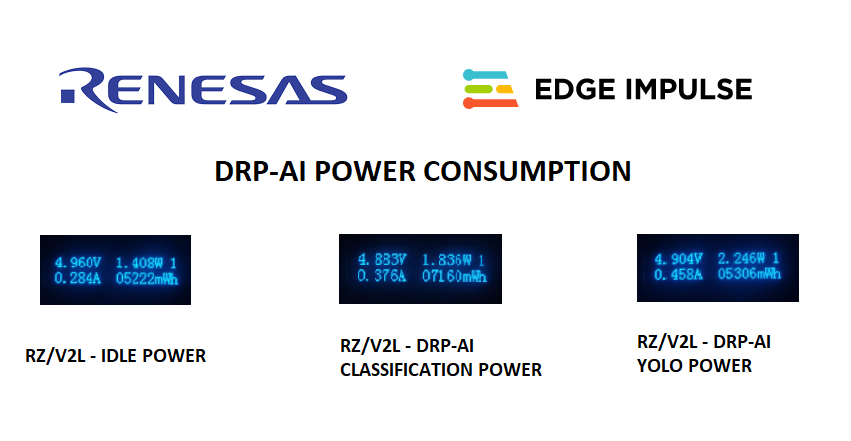 RENESAS
EDGE IMPULSE
DRP-AI POWER CONSUMPTION
4.960V 1.408W 1
0.284A 05222mWh
4.883V 1.836W 1
0.376A 07160mWh
4.904V 2.246W 1
0.458A 05306mWh
RZ/V2L - IDLE POWER
RZ/V2L - DRP-AI
CLASSIFICATION POWER
RZ/V2L - DRP-AI
YOLO POWER